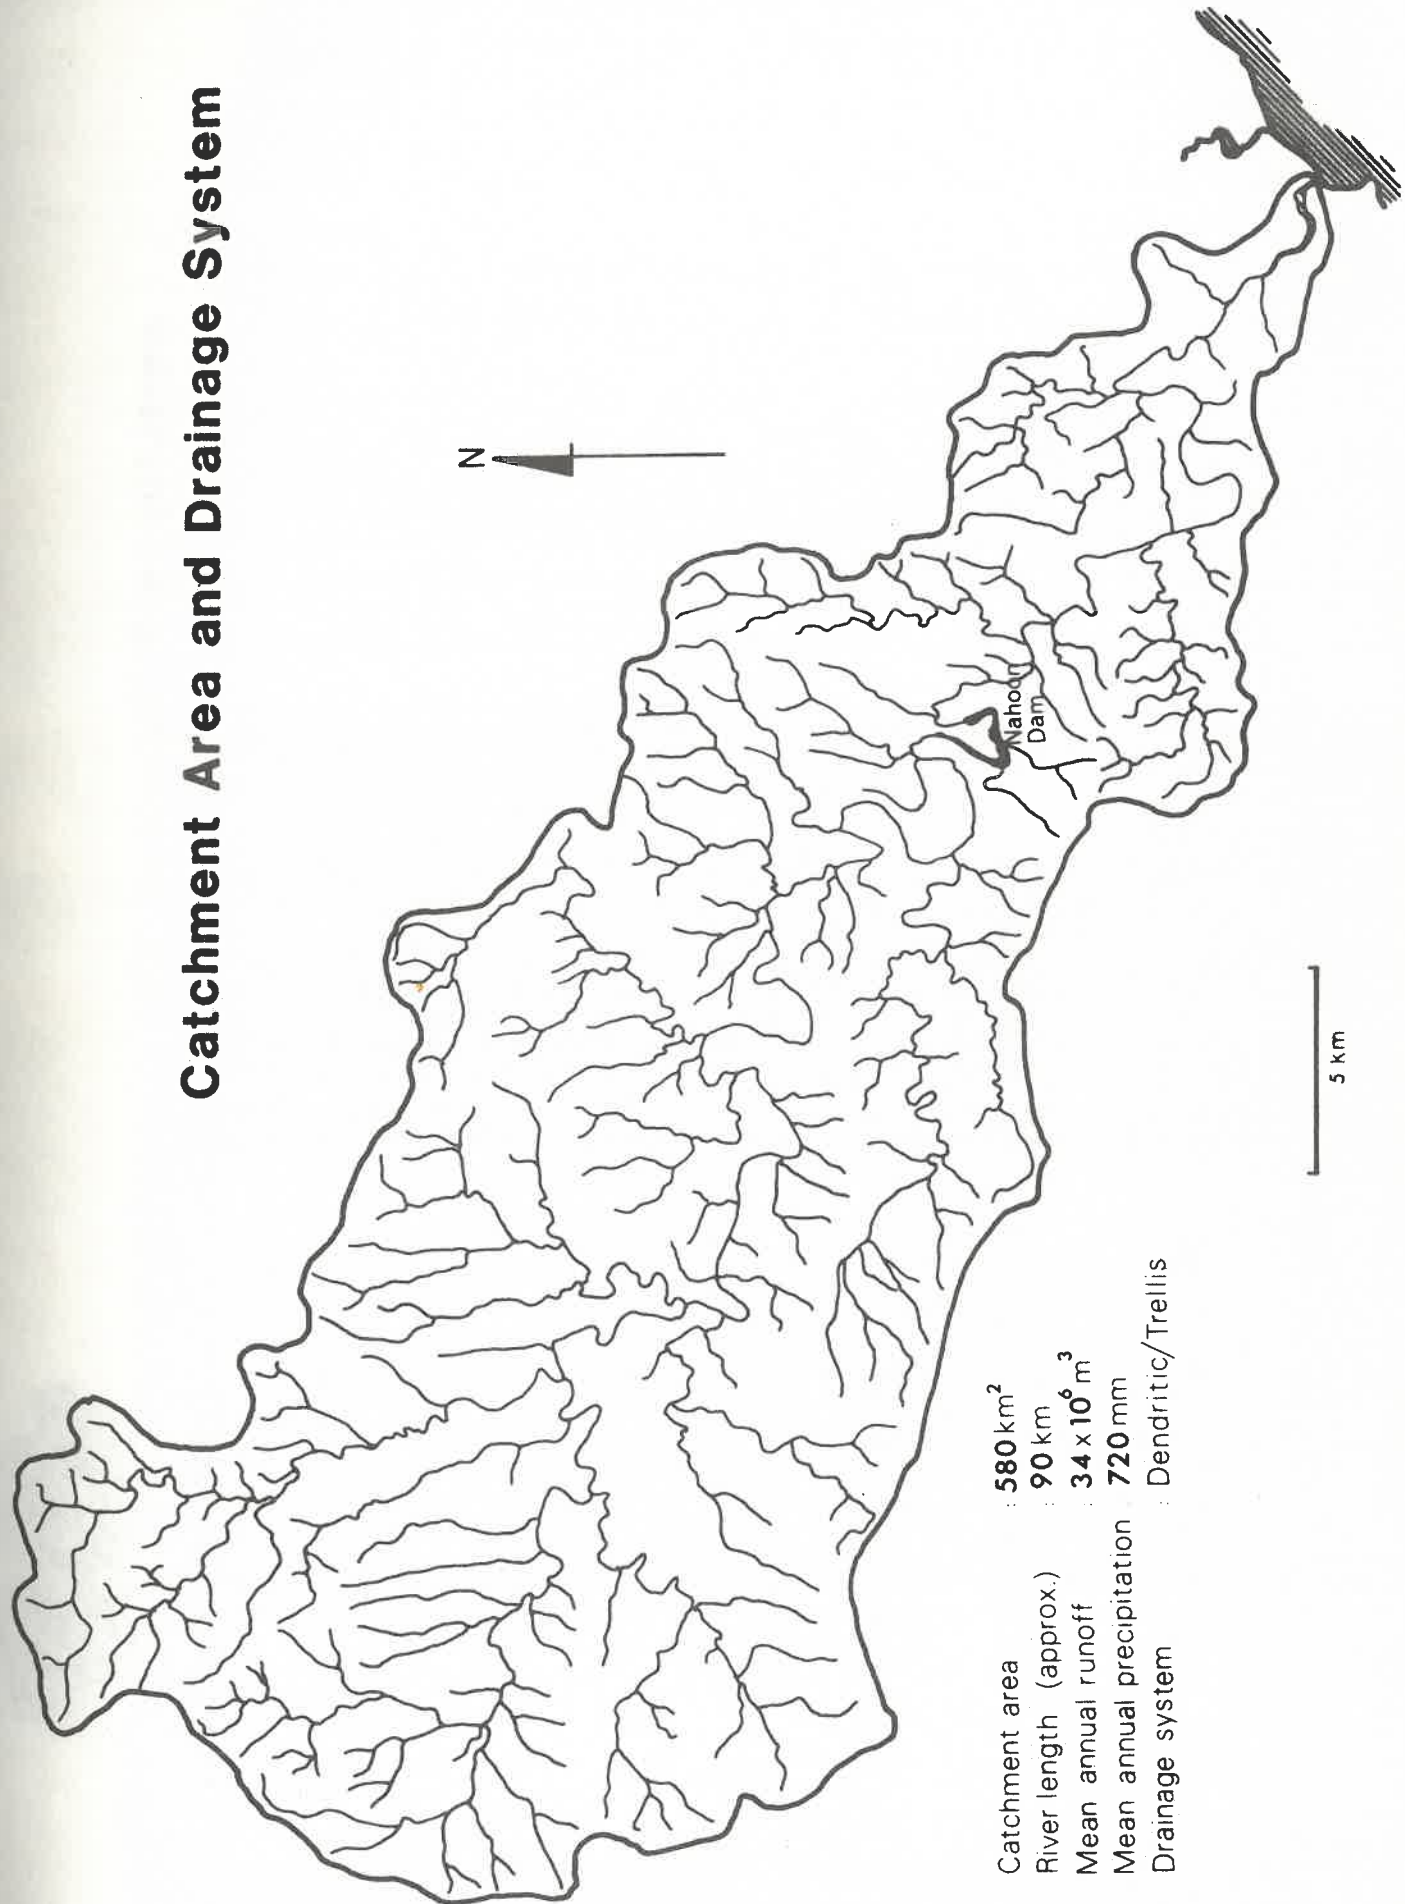 Catchment Area and Drainage System
N
Nahoon
Dam
5 km
Catchment area : 580 km²
River length (approx.) : 90 km
Mean annual runoff : 34 x 10⁶ m³
Mean annual precipitation : 720 mm
Drainage system : Dendritic/Trellis